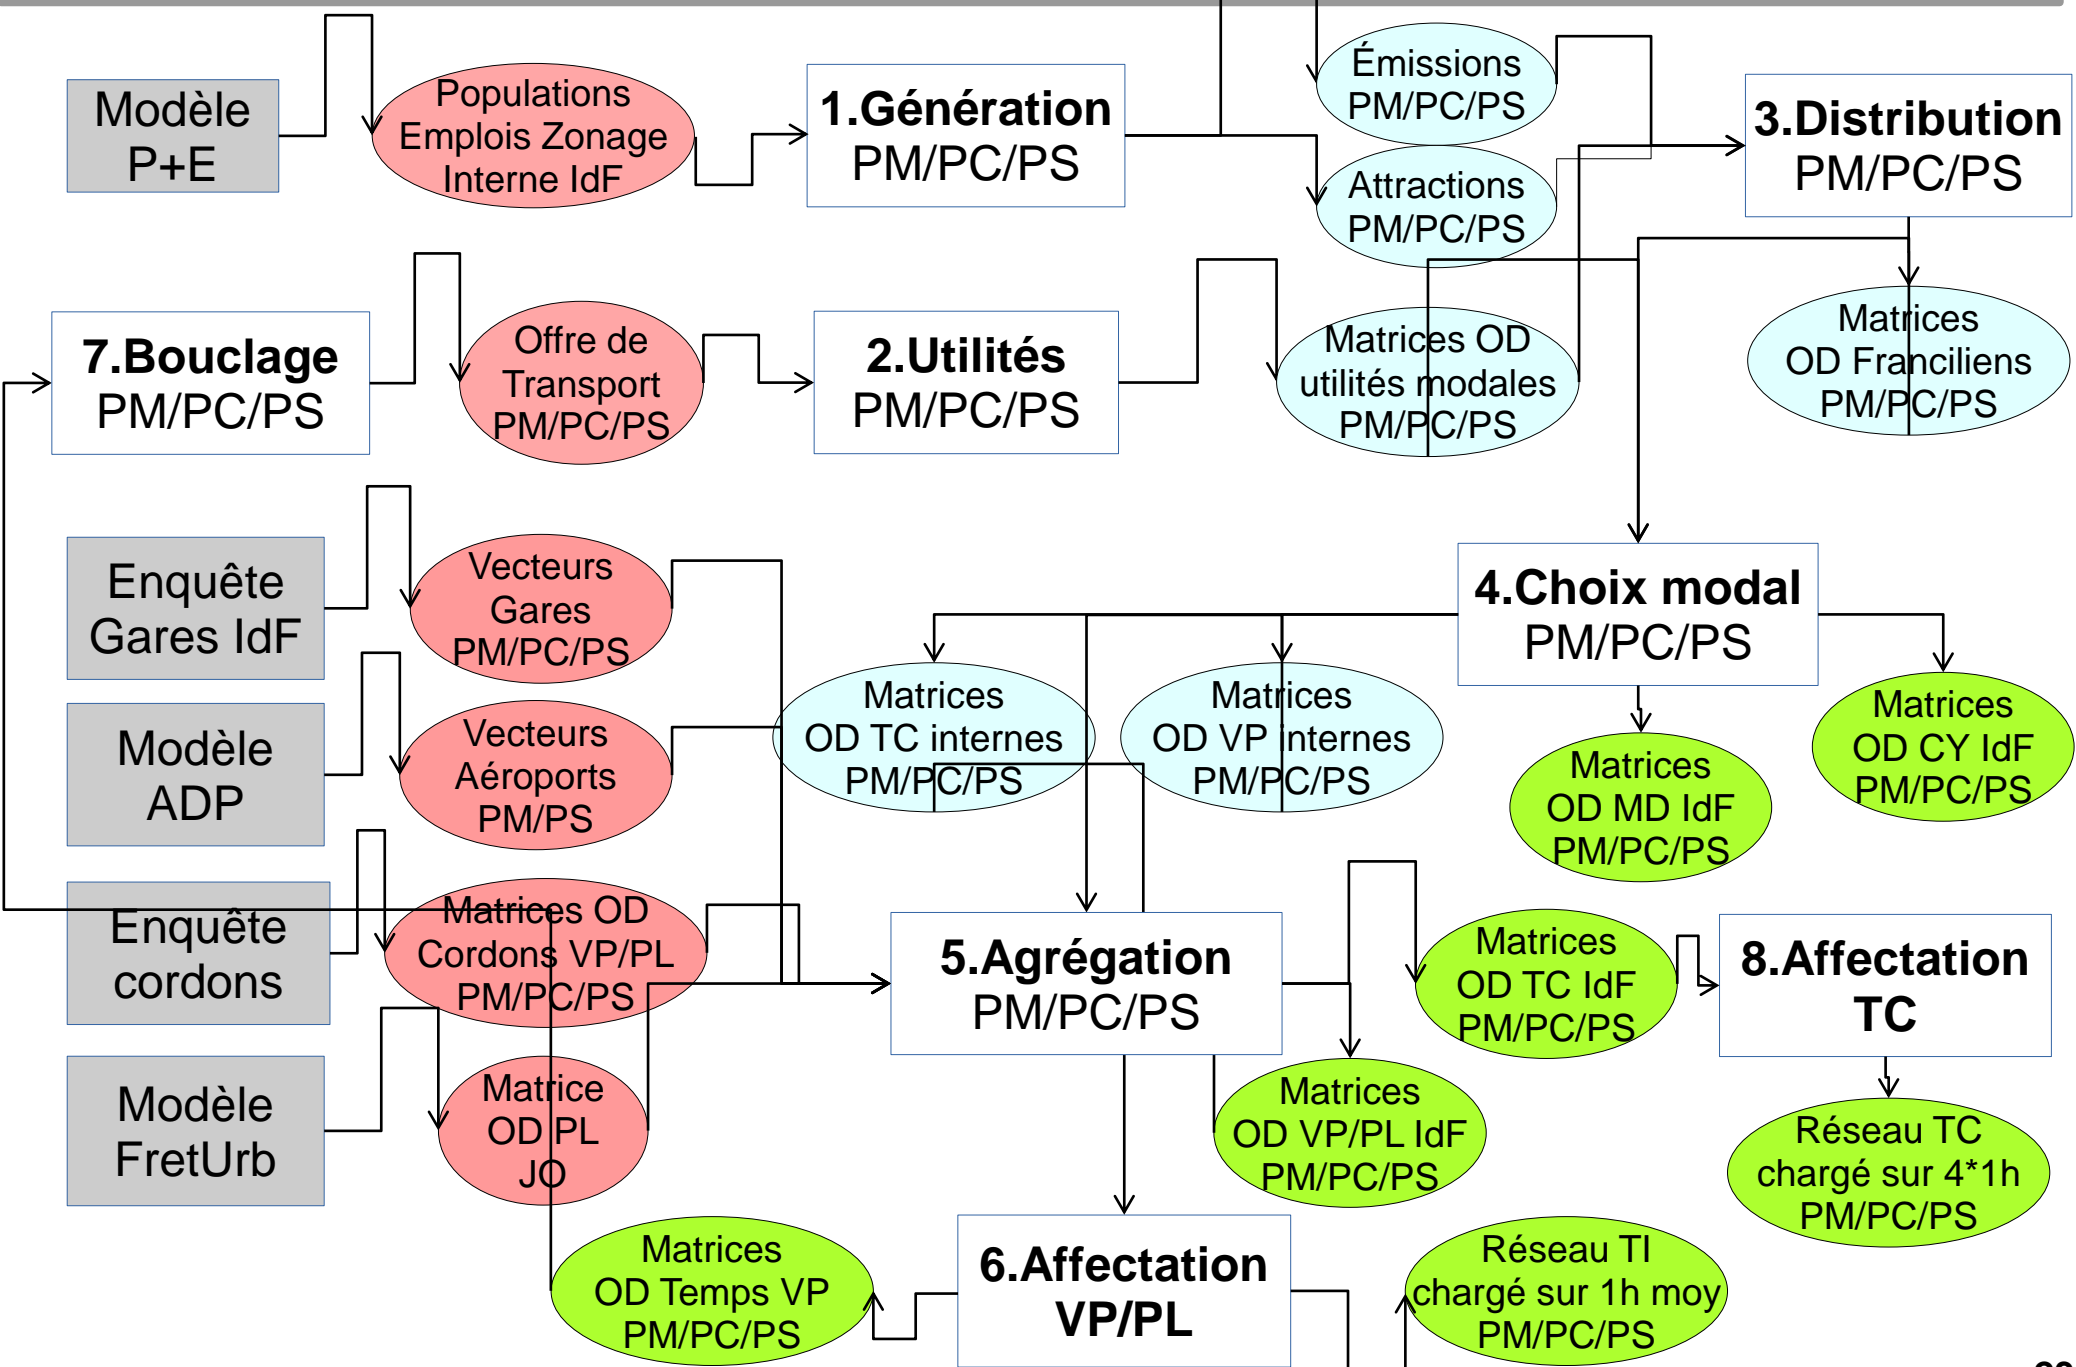 Émissions
PM/PC/PS
Modèle
P+E
Populations
Emplois Zonage
Interne IdF
1.Génération
PM/PC/PS
Attractions
PM/PC/PS
3.Distribution
PM/PC/PS
7.Bouclage
PM/PC/PS
Offre de
Transport
PM/PC/PS
2.Utilités
PM/PC/PS
Matrices OD
utilités modales
PM/PC/PS
Matrices
OD Franciliens
PM/PC/PS
Enquête
Gares IdF
Vecteurs
Gares
PM/PC/PS
4.Choix modal
PM/PC/PS
Modèle
ADP
Vecteurs
Aéroports
PM/PS
Matrices
OD TC internes
PM/PC/PS
Matrices
OD VP internes
PM/PC/PS
Matrices
OD MD IdF
PM/PC/PS
Matrices
OD CY IdF
PM/PC/PS
Enquête
cordons
Matrices OD
Cordons VP/PL
PM/PC/PS
5.Agrégation
PM/PC/PS
Matrices
OD TC IdF
PM/PC/PS
8.Affectation
TC
Modèle
FretUrb
Matrice
OD PL
JO
Matrices
OD VP/PL IdF
PM/PC/PS
Réseau TC
chargé sur 4*1h
PM/PC/PS
Matrices
OD Temps VP
PM/PC/PS
6.Affectation
VP/PL
Réseau TI
chargé sur 1h moy
PM/PC/PS